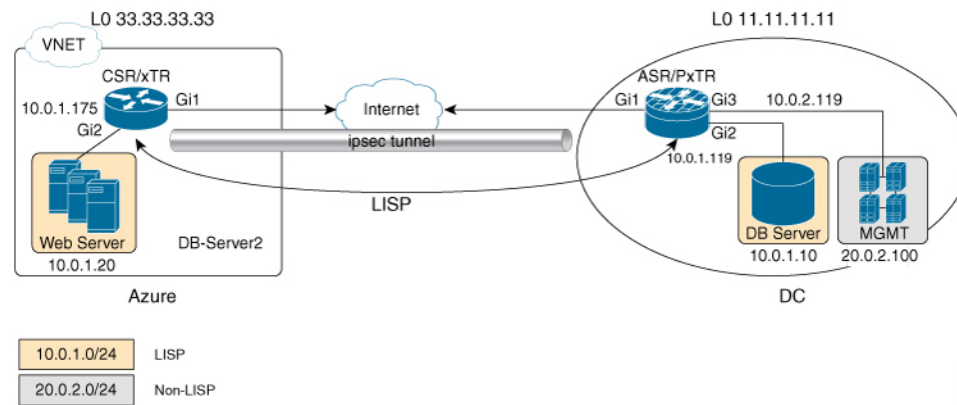 L0 33.33.33.33
L0 11.11.11.11
VNET
CSR/xTR
ASR/PxTR
10.0.1.175
Gi1
Internet
Gi1
Gi3
10.0.2.119
Gi2
Gi2
ipsec tunnel
10.0.1.119
LISP
Web Server
DB-Server2
DB Server
MGMT
10.0.1.20
10.0.1.10
20.0.2.100
Azure
DC
10.0.1.0/24 LISP
20.0.2.0/24 Non-LISP